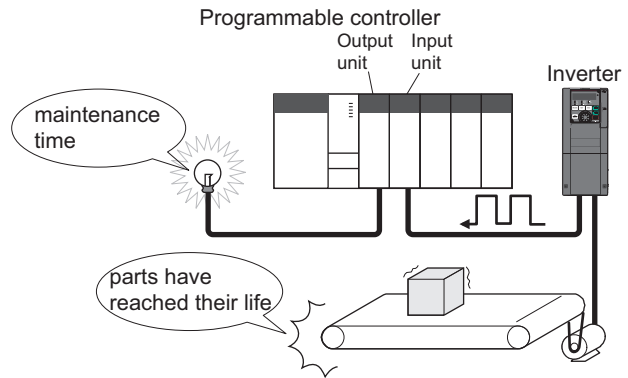 Programmable controller
Output
unit
Input
unit
Inverter
maintenance
time
parts have
reached their life